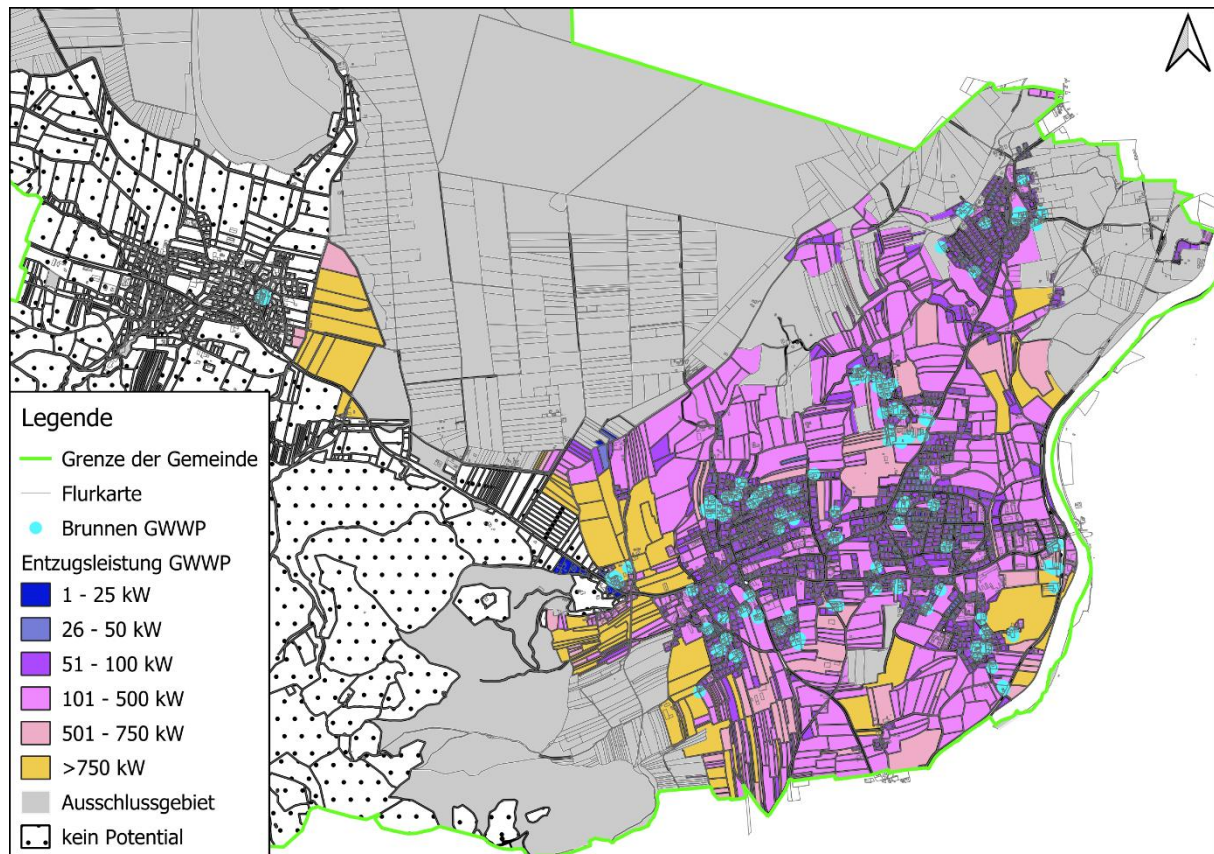 Legende
Grenze der Gemeinde
Flurkarte
Brunnen GWWP
Entzugsleistung GWWP
1 - 25 kW
26 - 50 kW
51 - 100 kW
101 - 500 kW
501 - 750 kW
>750 kW
Ausschlussgebiet
kein Potential